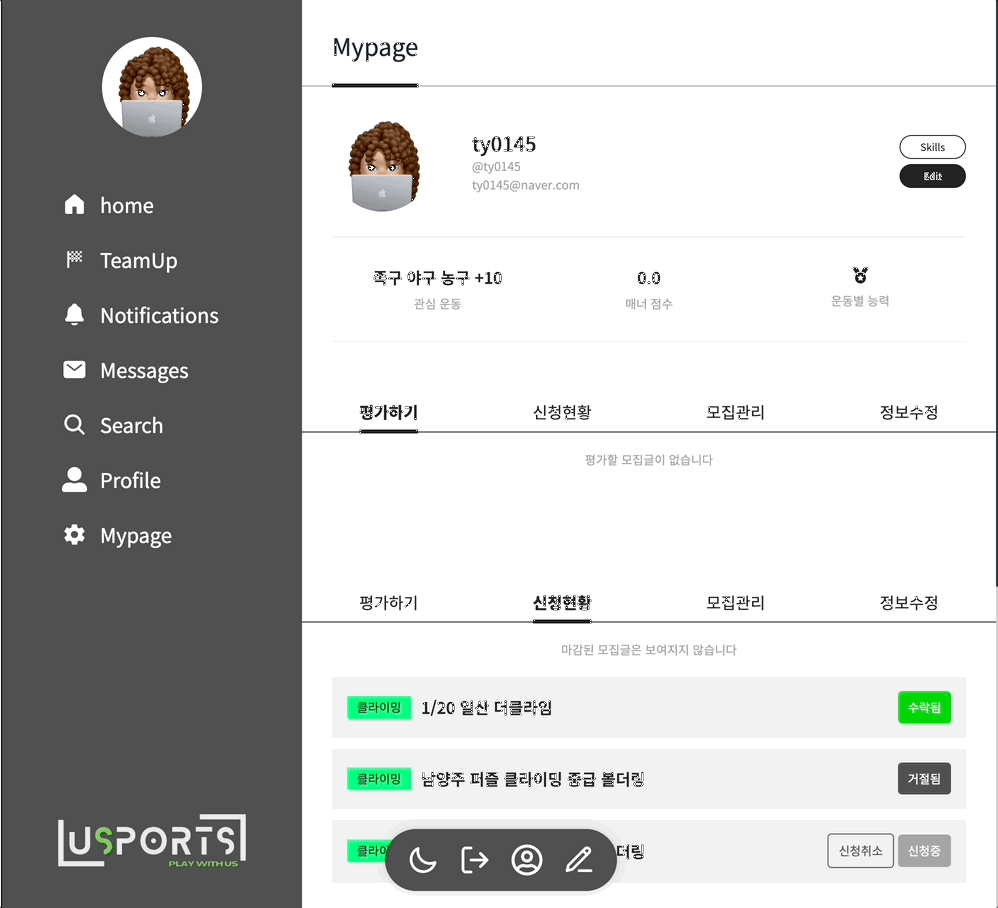 home
TeamUp
Notifications
Messages
Search
Profile
Mypage
USPORTS
PLAY WITH US
Mypage
ty0145
@ty0145
ty0145@naver.com
Skills
Edit
족구 야구 농구 +10
관심 운동
0.0
매너 점수
운동별 능력
평가하기 신청현황 모집관리 정보수정
평가할 모집글이 없습니다
평가하기 신청현황 모집관리 정보수정
마감된 모집글은 보여지지 않습니다
클라이밍 1/20 일산 더클라임 수락됨
클라이밍 남양주 퍼즐 클라이밍 중급 볼더링 거절됨
신청취소 신청중